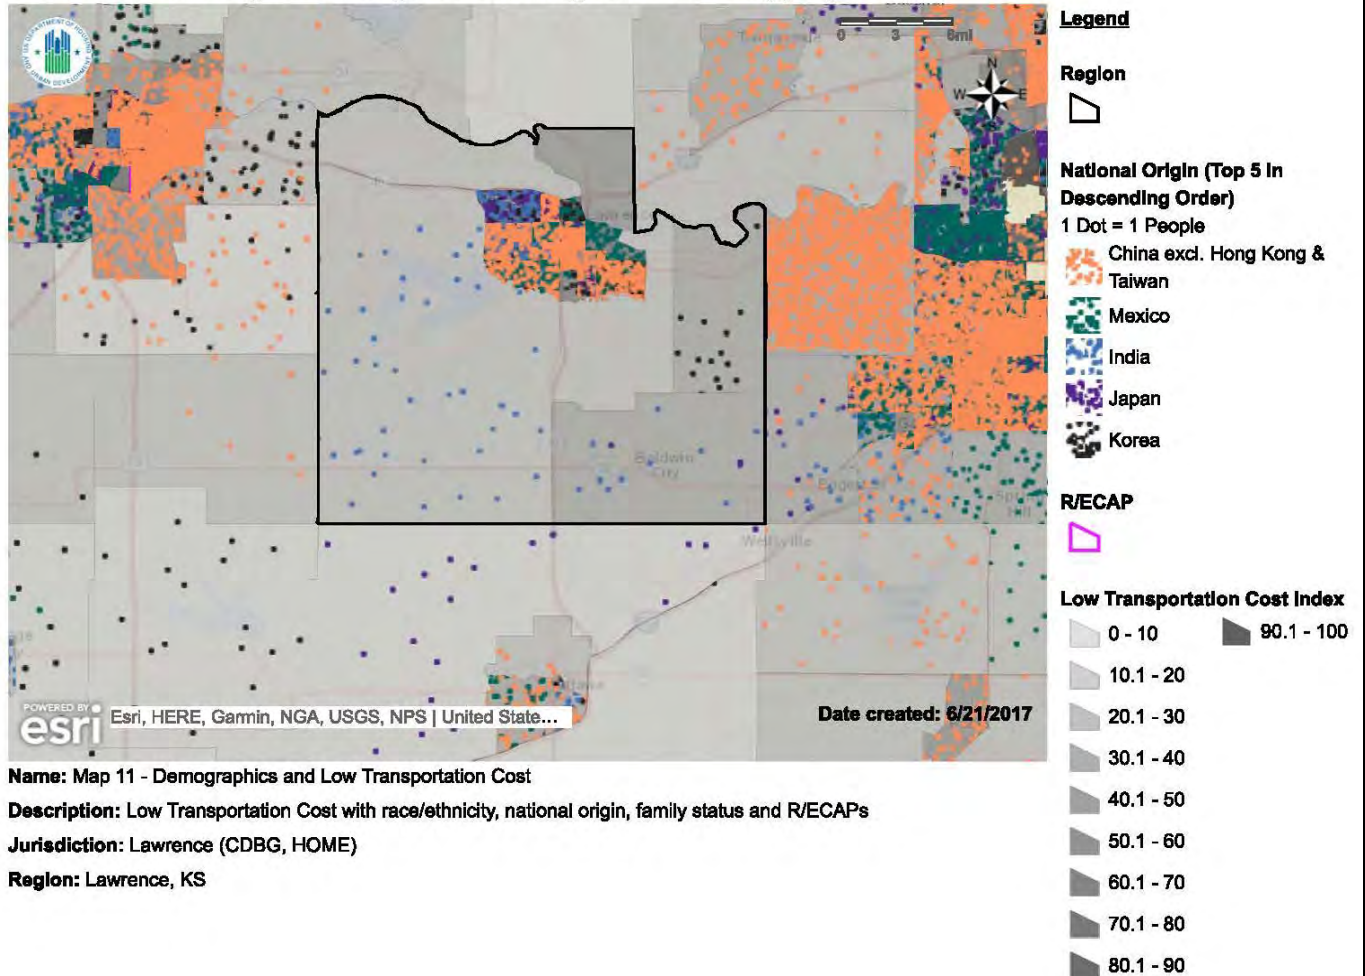 0 3 6mi
N
W E
S
Baldwin
City
Wellsville
POWERED BY
esri
Esri, HERE, Garmin, NGA, USGS, NPS | United State...
Date created: 6/21/2017
Name: Map 11 - Demographics and Low Transportation Cost
Description: Low Transportation Cost with race/ethnicity, national origin, family status and R/ECAPs
Jurisdiction: Lawrence (CDBG, HOME)
Region: Lawrence, KS
Legend
Region
National Origin (Top 5 in
Descending Order)
1 Dot = 1 People
China excl. Hong Kong &
Taiwan
Mexico
India
Japan
Korea
R/ECAP
Low Transportation Cost Index
0 - 10
90.1 - 100
10.1 - 20
20.1 - 30
30.1 - 40
40.1 - 50
50.1 - 60
60.1 - 70
70.1 - 80
80.1 - 90